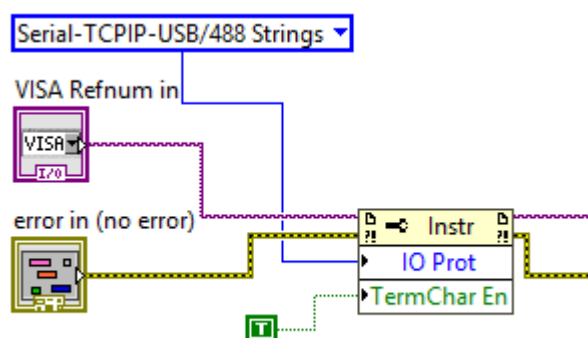 Serial-TCPIP-USB/488 Strings
VISA Refnum in
VISA
I/O
error in (no error)
Instr
IO Prot
TermChar En
T